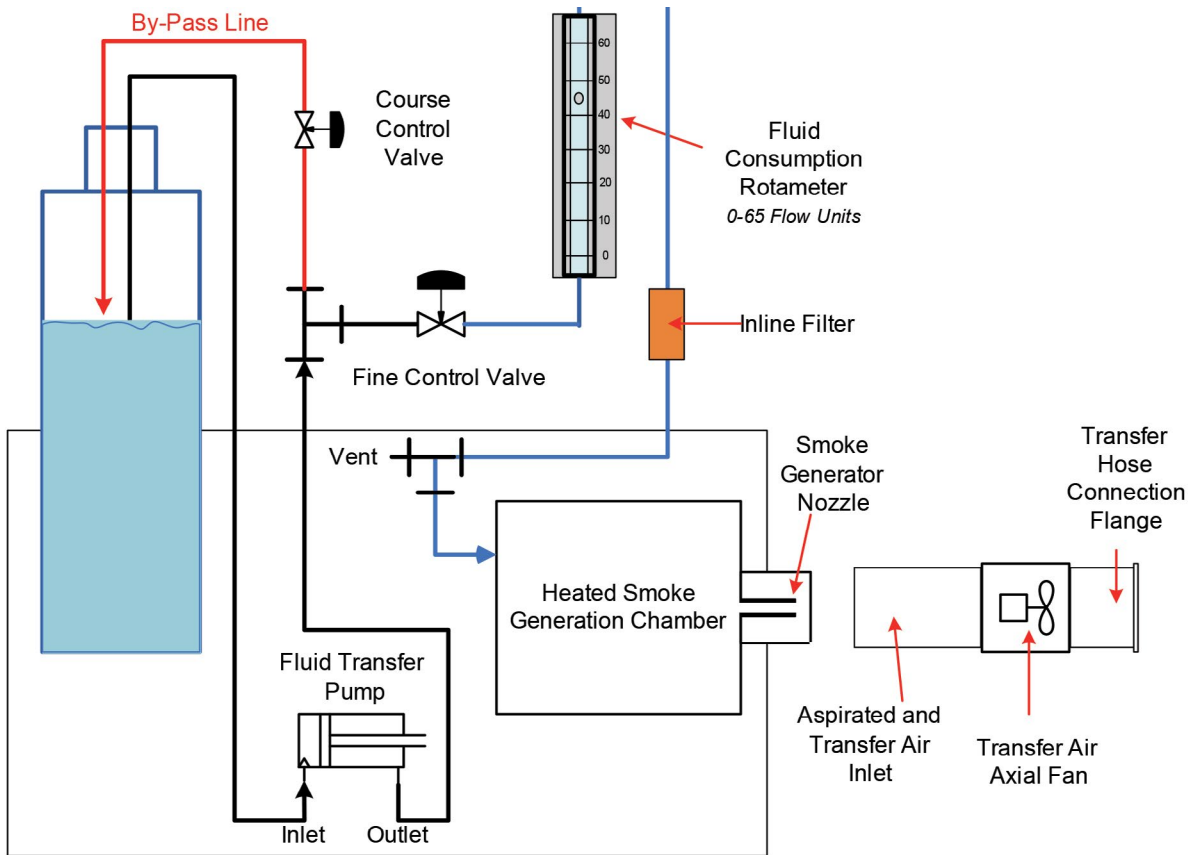 By-Pass Line
Course
Control
Valve
60
50
40
30
20
10
0
Fluid
Consumption
Rotameter
0-65 Flow Units
Inline Filter
Fine Control Valve
Vent
Smoke
Generator
Nozzle
Transfer
Hose
Connection
Flange
Heated Smoke
Generation Chamber
Fluid Transfer
Pump
Inlet
Outlet
Aspirated and
Transfer Air
Inlet
Transfer Air
Axial Fan